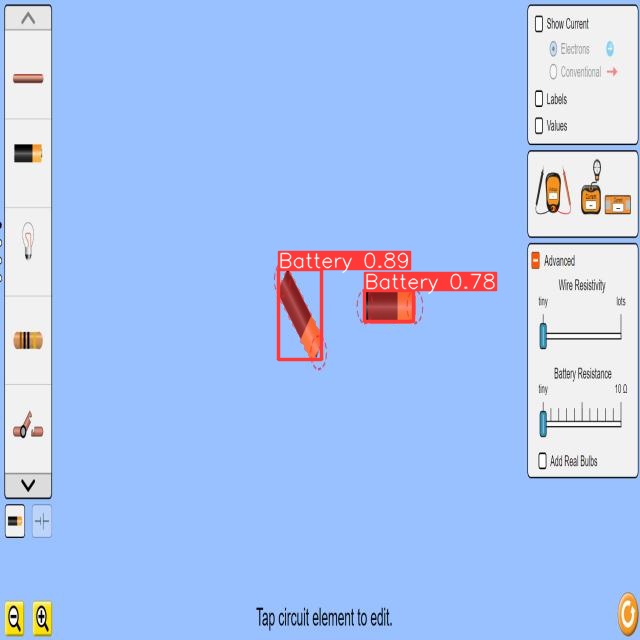 Show Current
Electrons
Conventional
Labels
Values
Battery 0.89
Battery 0.78
Advanced
Wire Resistivity
tiny lots
Battery Resistance
tiny 10 Ω
Add Real Bulbs
Tap circuit element to edit.